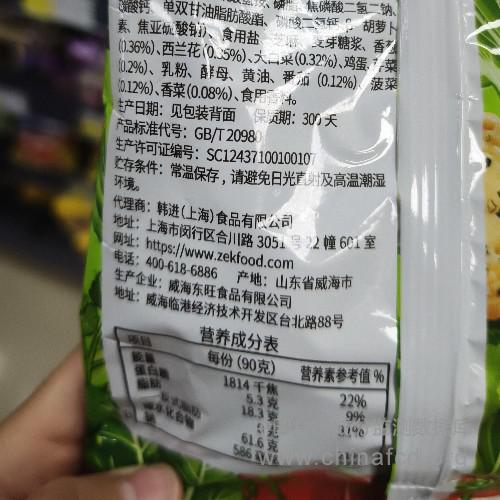 碳酸钙、单双甘油脂肪酸酯、磷酸二氢钙、β-胡萝卜
素、焦亚硫酸钠)、食用盐、麦芽糖浆、香葱
(0.36%)、西兰花(0.35%)、大白菜(0.32%)、鸡蛋、
(0.2%)、乳粉、酵母、黄油、番茄(0.12%)、菠菜
(0.12%)、香菜(0.08%)、食用香料。
生产日期：见包装背面 保质期：300天
产品标准代号：GB/T 20980
生产许可证编号：SC12437100100107
贮存条件：常温保存，请避免日光直射及高温潮湿
环境。
代理商：韩进(上海)食品有限公司
地址：上海市闵行区合川路3051号22幢601室
网址：https://www.zekfood.com
电话：400-618-6886 产地：山东省威海市
生产企业：威海东旺食品有限公司
地址：威海临港经济技术开发区台北路88号
营养成分表
项目 每份(90克) 营养素参考值%
能量 1814千焦 22%
蛋白质 5.3克 9%
脂肪 18.3克 31%
61.6
586